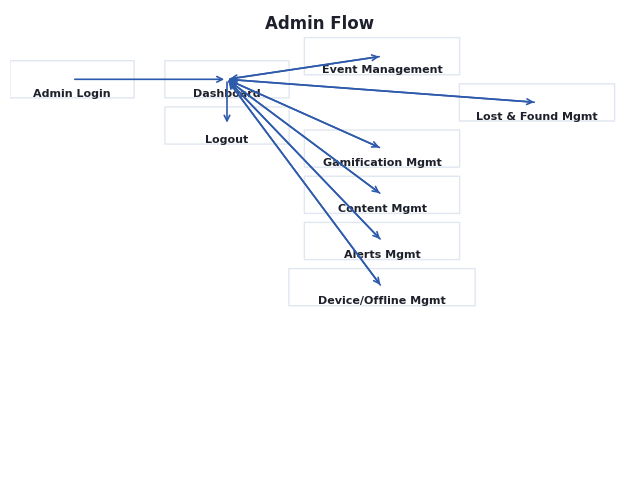 Admin Flow
Event Management
Admin Login
Dashboard
Lost & Found Mgmt
Logout
Gamification Mgmt
Content Mgmt
Alerts Mgmt
Device/Offline Mgmt